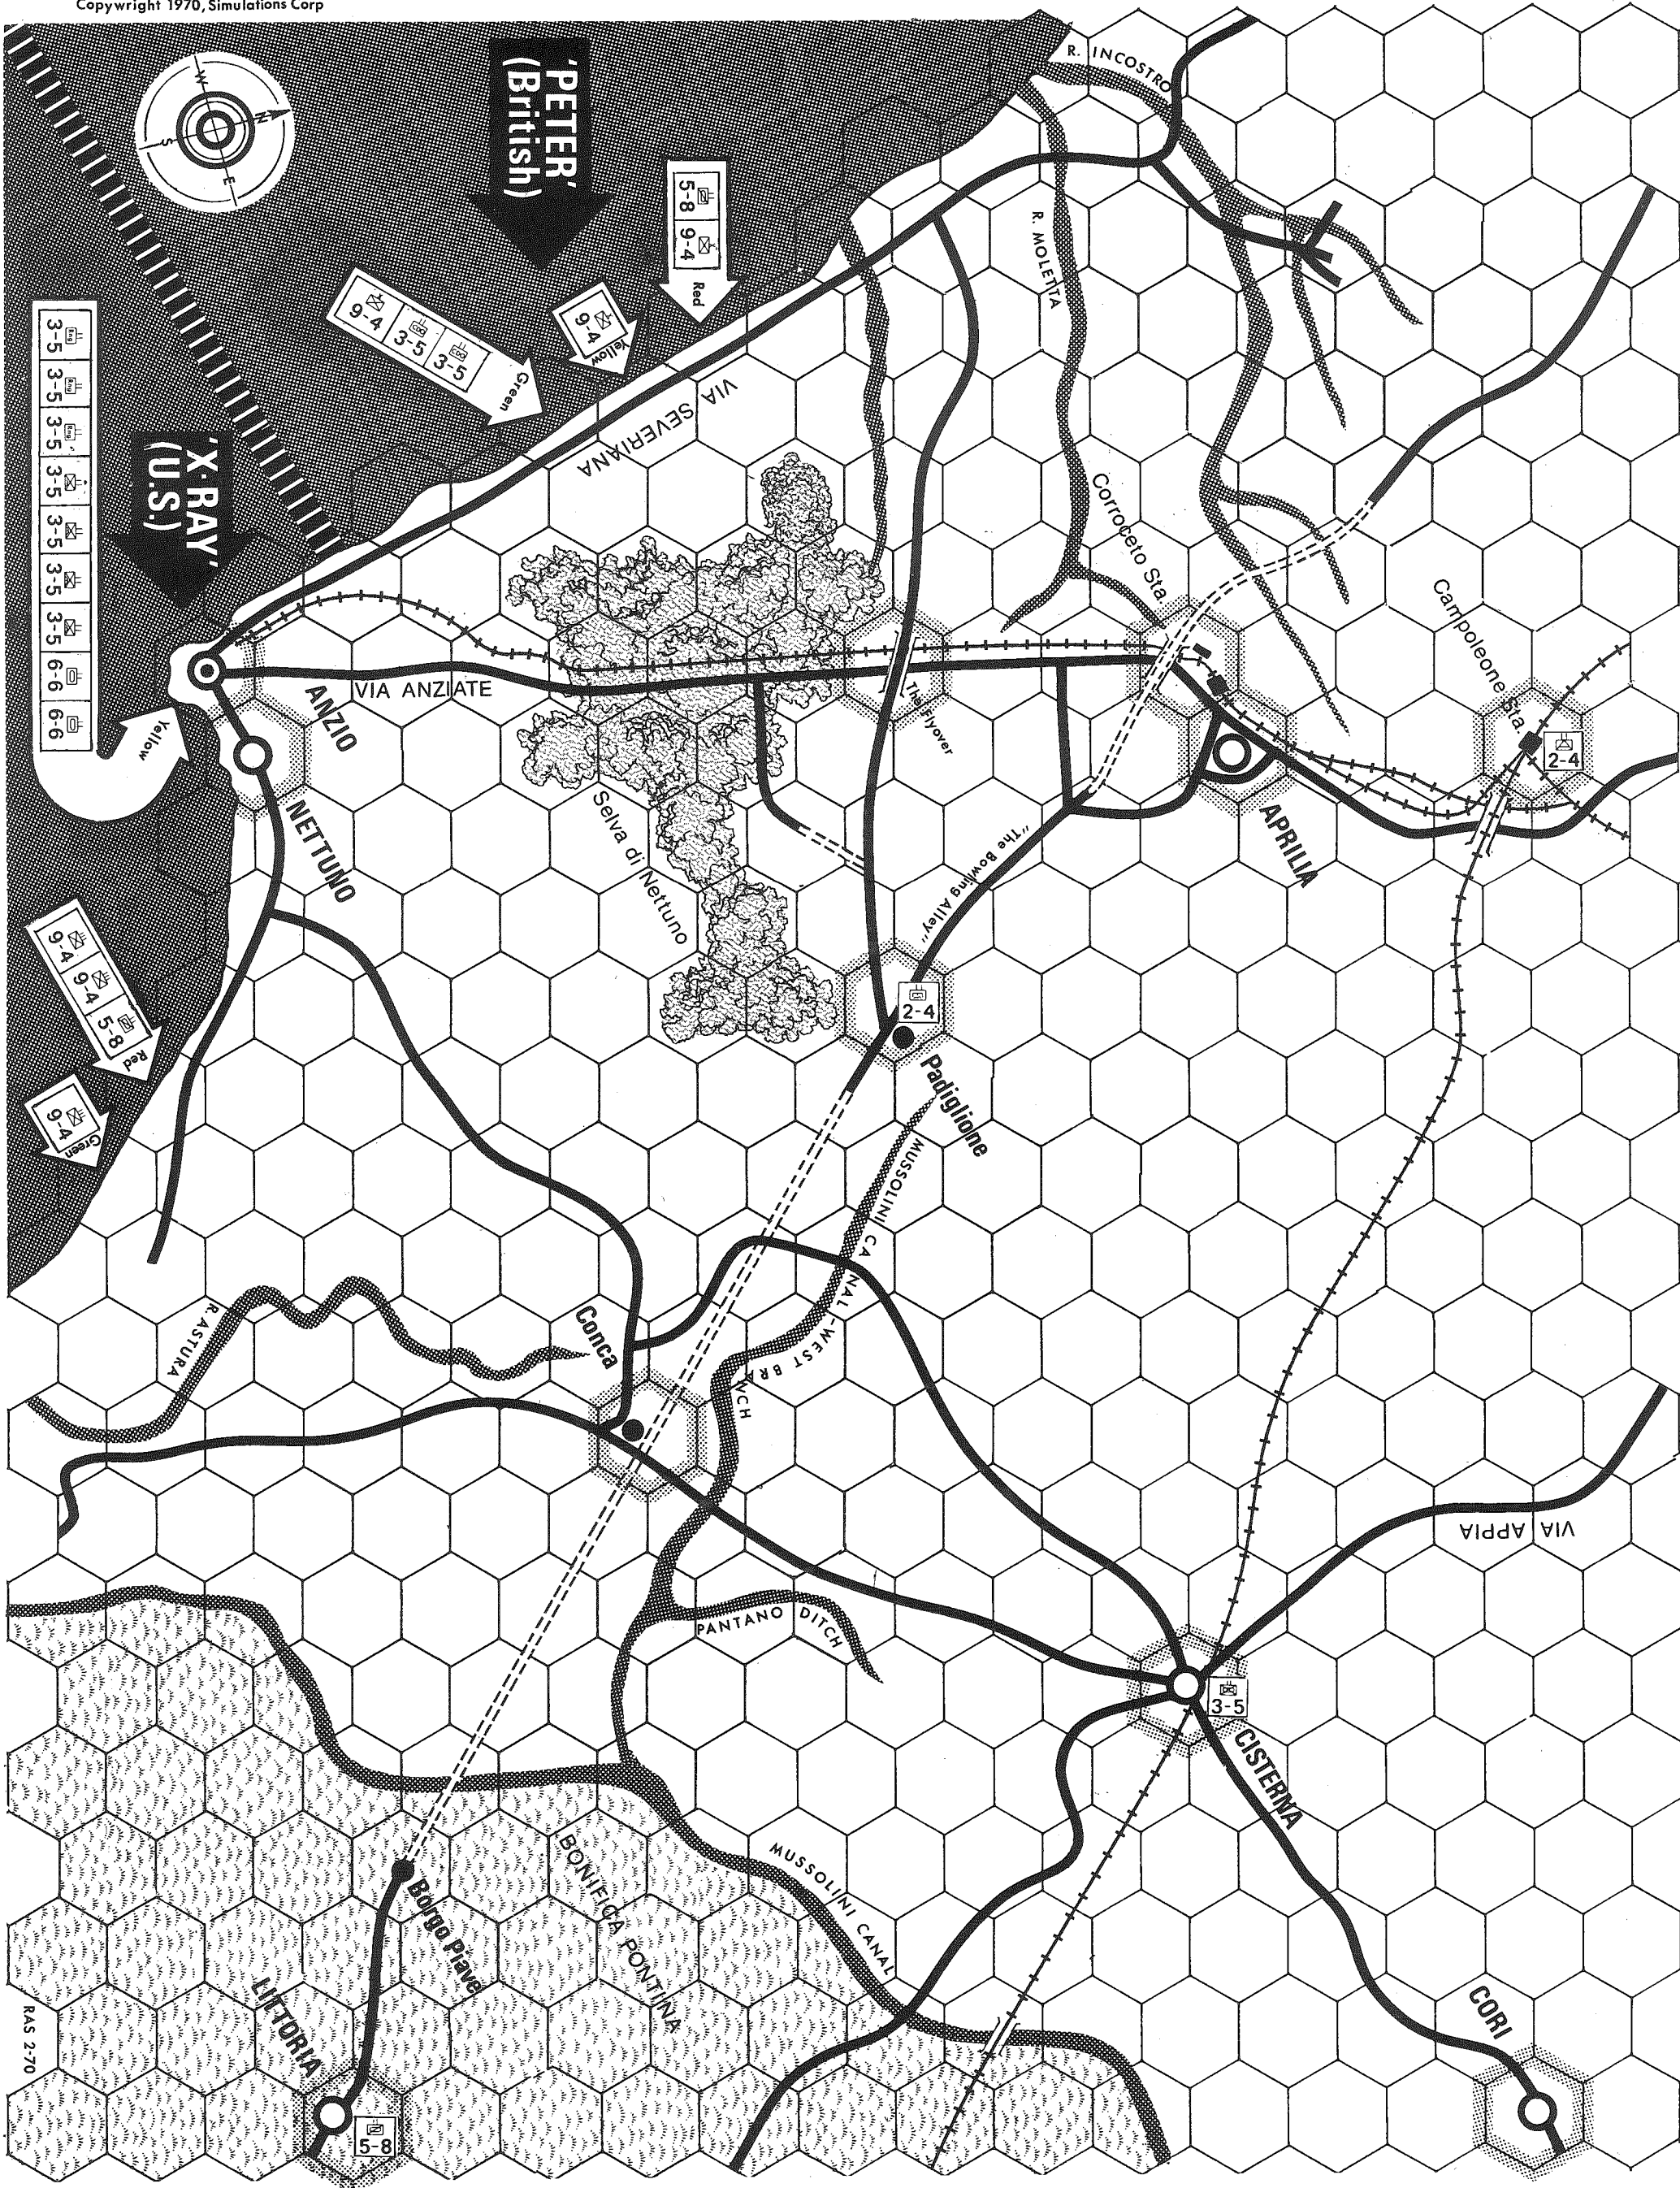 Copywright 1970, Simulations Corp
W
N
S
E
'PETER'
(British)
5-8
9-4
Red
9-4
Yellow
9-4
3-5
3-5
Green
'X-RAY'
(U.S.)
3-5
3-5
3-5
3-5
3-5
3-5
3-5
6-6
6-6
Yellow
9-4
9-4
5-8
Red
9-4
Green
R. INCOSTRO
R. MOLETTA
VIA SEVERIANA
Corroceto Sta
Campoleone Sta.
2-4
ANZIO
VIA ANZIATE
The Flyover
NETTUNO
Selva di Nettuno
"The Bowling Alley"
APRILIA
2-4
Padiglione
MUSSOLINI CANAL-WEST BRANCH
R. ASTURA
Conca
VIA APPIA
PANTANO DITCH
3-5
CISTERNA
MUSSOLINI CANAL
BONIFICA PONTINA
Borgo Piave
LITTORIA
5-8
CORI
RAS 2-70